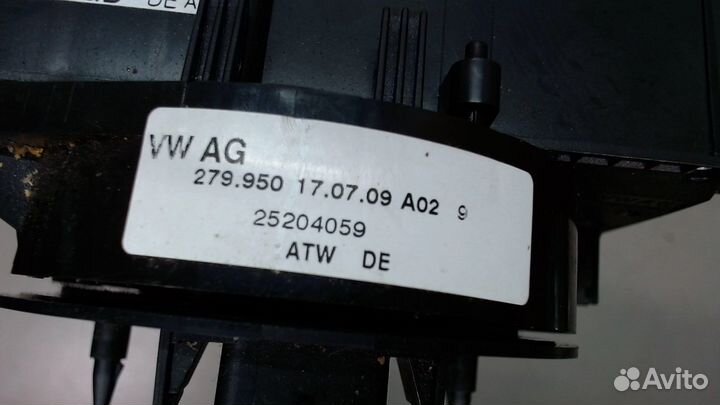 DE A
VW AG
279.950 17.07.09 A02 9
25204059
ATW DE
Avito